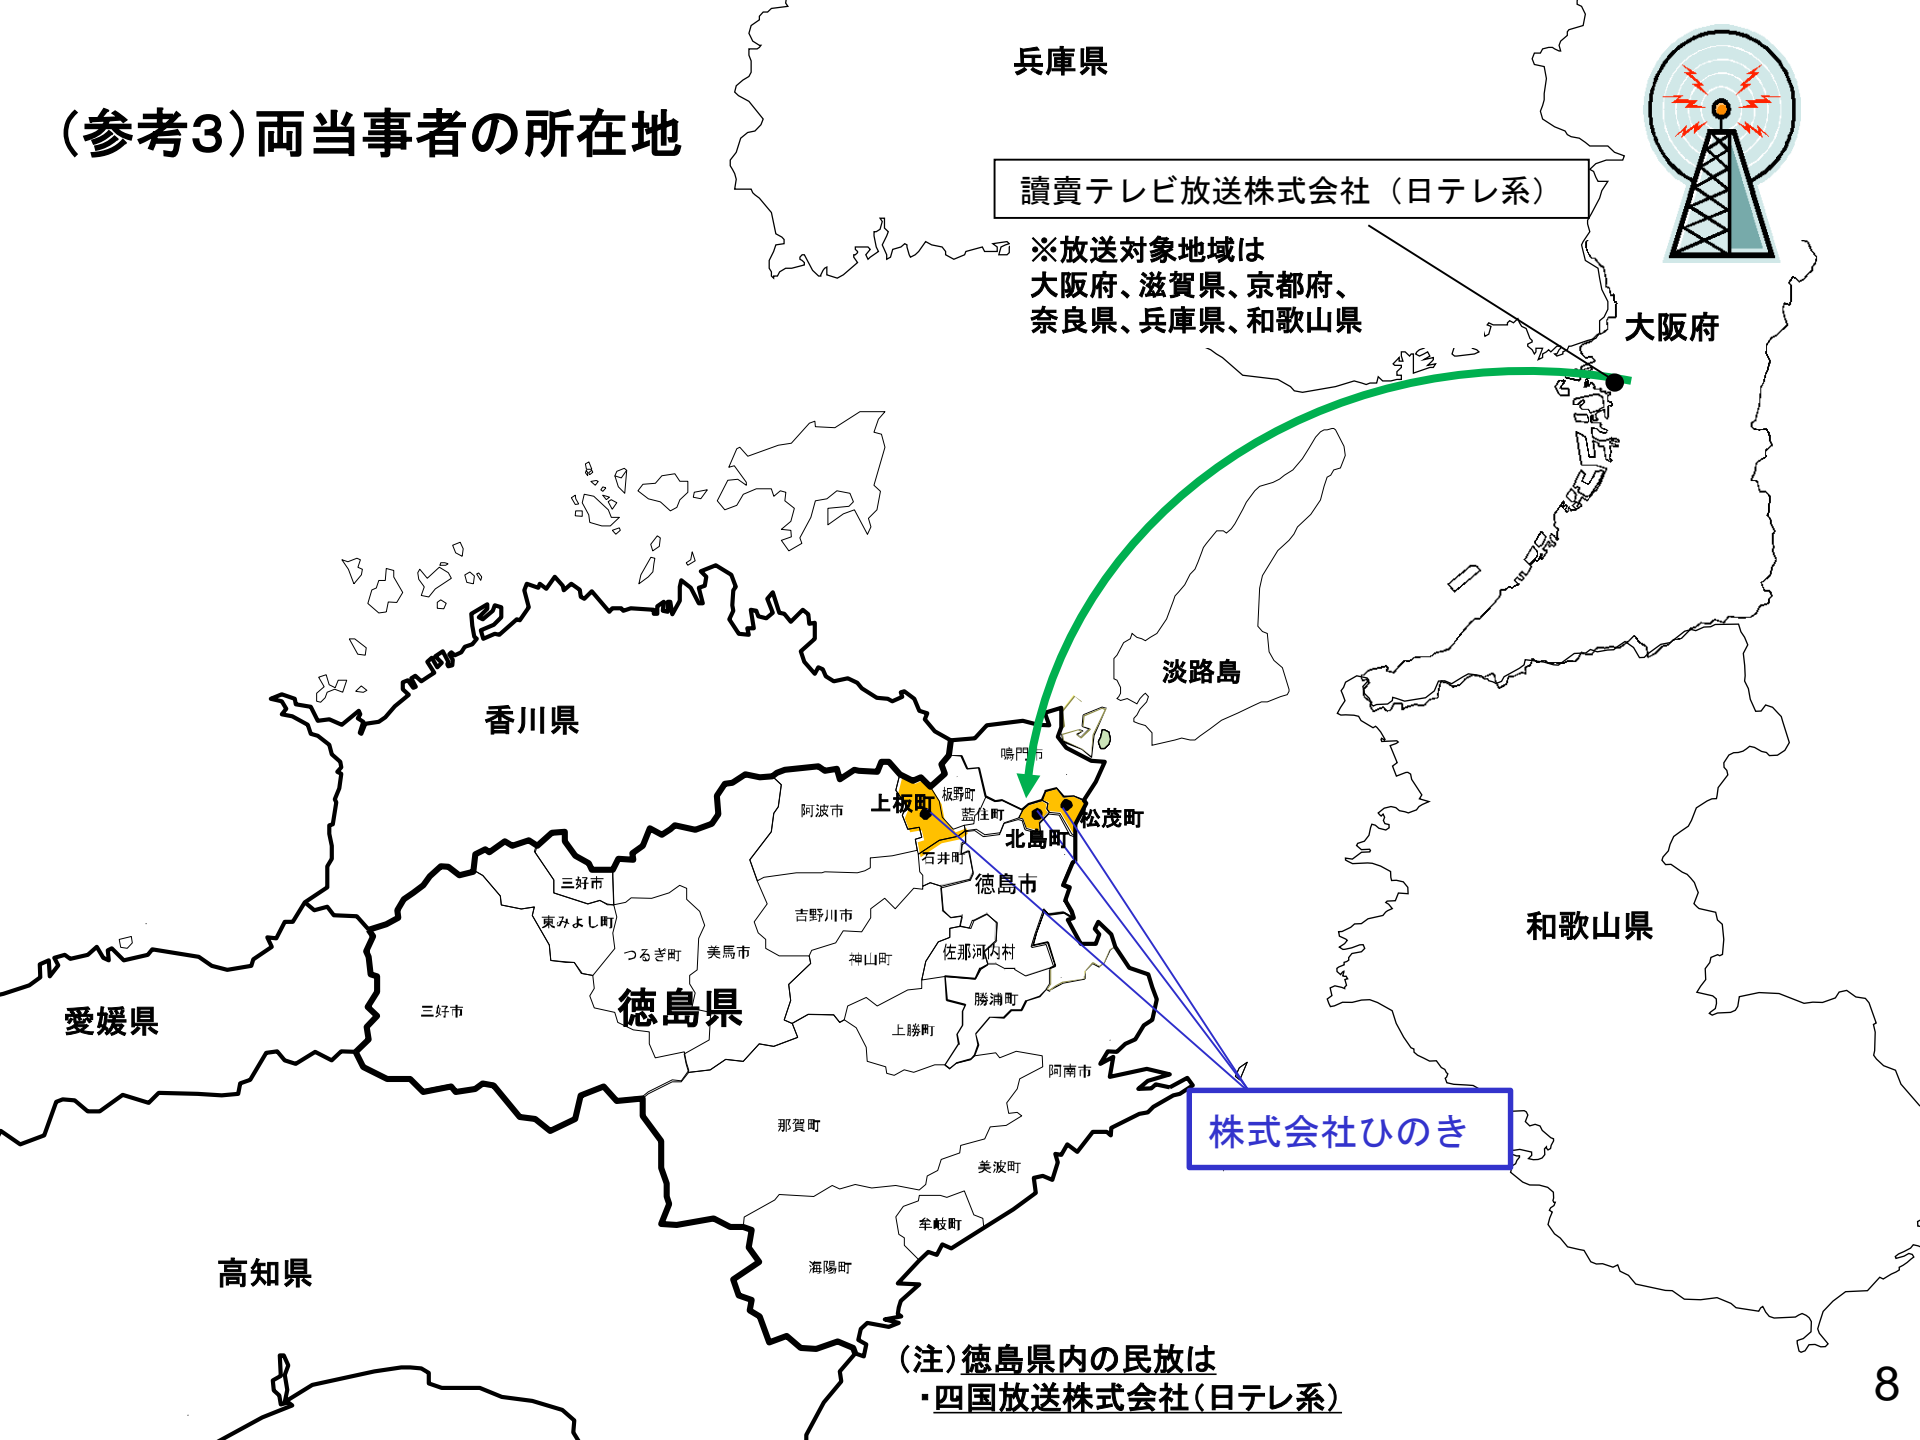 (参考3)両当事者の所在地
兵庫県
讀賣テレビ放送株式会社（日テレ系）
※放送対象地域は
大阪府、滋賀県、京都府、
奈良県、兵庫県、和歌山県
大阪府
淡路島
香川県
鳴門市
上板町
板野町
藍住町
松茂町
北島町
阿波市
石井町
徳島市
三好市
東みよし町
吉野川市
つるぎ町
美馬市
神山町
佐那河内村
和歌山県
愛媛県
三好市
徳島県
勝浦町
上勝町
阿南市
那賀町
株式会社ひのき
美波町
牟岐町
海陽町
高知県
(注)徳島県内の民放は
・四国放送株式会社(日テレ系)
8